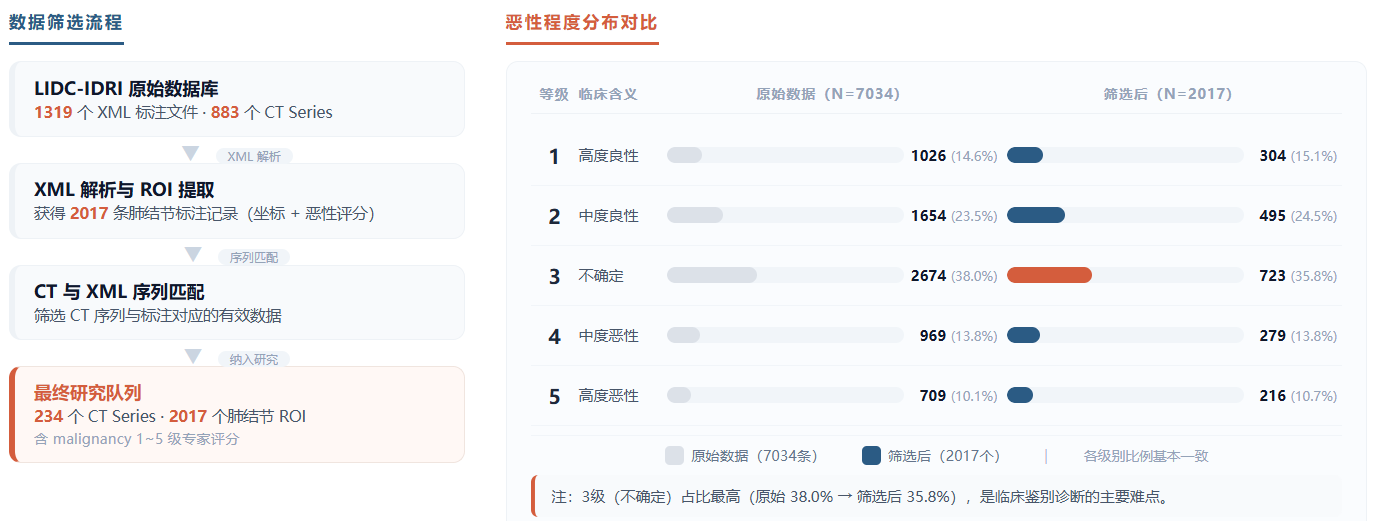 数据筛选流程
LIDC-IDRI 原始数据库
1319 个 XML 标注文件 · 883 个 CT Series
XML 解析
XML 解析与 ROI 提取
获得 2017 条肺结节标注记录（坐标 + 恶性评分）
序列匹配
CT 与 XML 序列匹配
筛选 CT 序列与标注对应的有效数据
纳入研究
最终研究队列
234 个 CT Series · 2017 个肺结节 ROI
含 malignancy 1~5 级专家评分
恶性程度分布对比
等级 临床含义 原始数据（N=7034） 筛选后（N=2017）
1 高度良性 1026 (14.6%) 304 (15.1%)
2 中度良性 1654 (23.5%) 495 (24.5%)
3 不确定 2674 (38.0%) 723 (35.8%)
4 中度恶性 969 (13.8%) 279 (13.8%)
5 高度恶性 709 (10.1%) 216 (10.7%)
原始数据（7034条） 筛选后（2017个） | 各级别比例基本一致
注：3级（不确定）占比最高（原始 38.0% → 筛选后 35.8%），是临床鉴别诊断的主要难点。